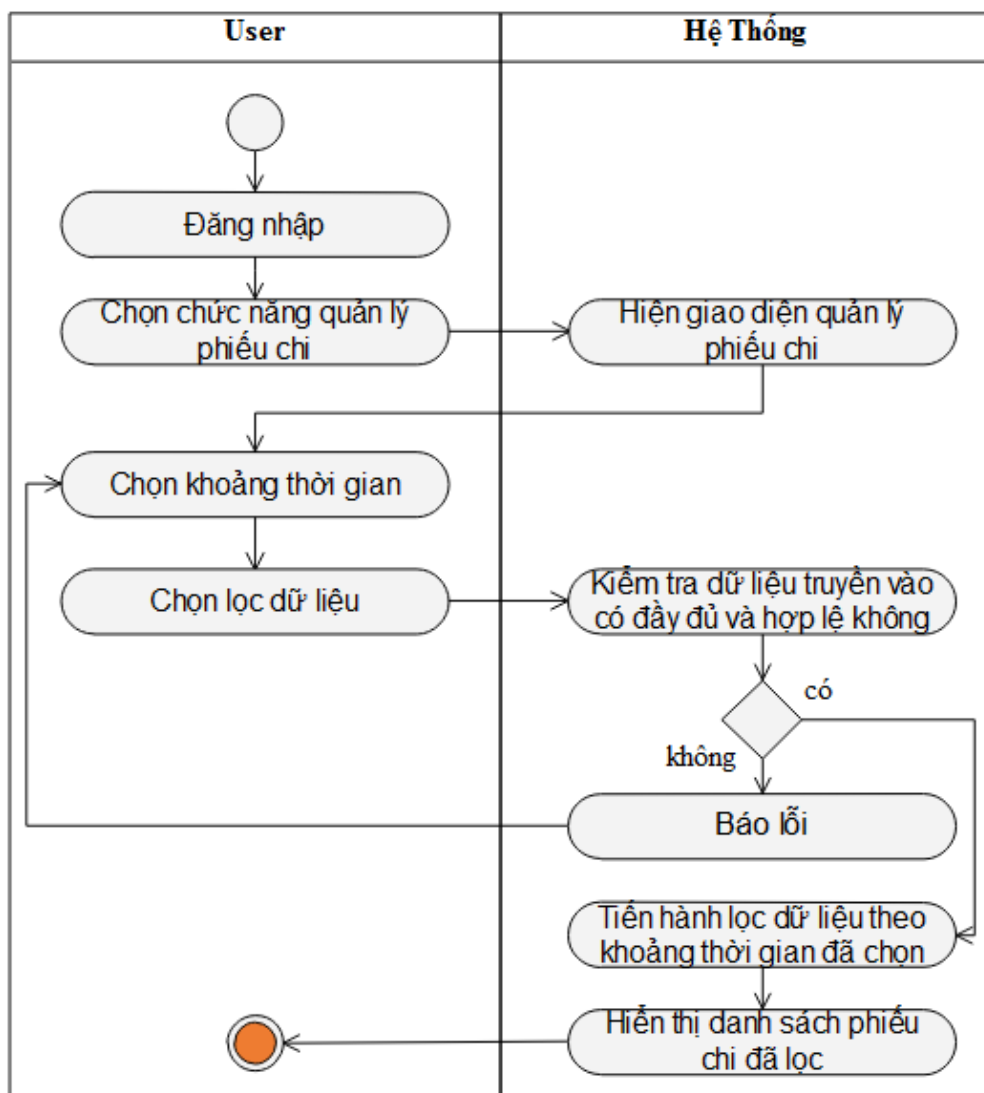 User
Hệ Thống
Đăng nhập
Chọn chức năng quản lý
phiếu chi
Hiện giao diện quản lý
phiếu chi
Chọn khoảng thời gian
Chọn lọc dữ liệu
Kiểm tra dữ liệu truyền vào
có đầy đủ và hợp lệ không
có
không
Báo lỗi
Tiến hành lọc dữ liệu theo
khoảng thời gian đã chọn
Hiển thị danh sách phiếu
chi đã lọc